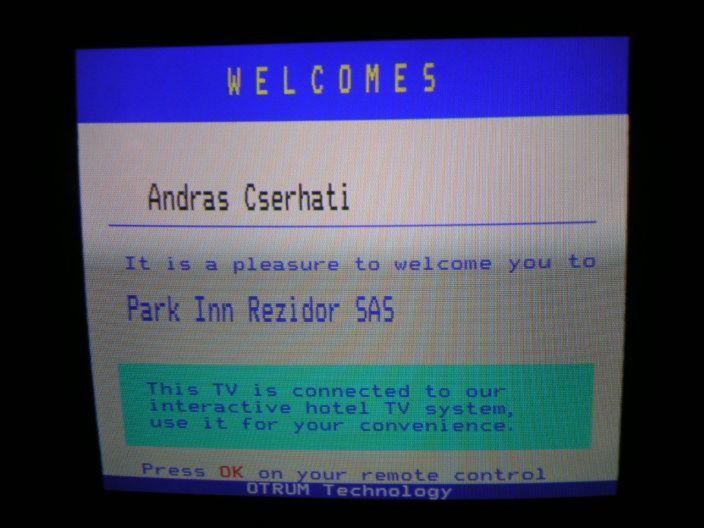 WELCOMES
Andras Cserhati
It is a pleasure to welcome you to
Park Inn Rezidor SAS
This TV is connected to our
interactive hotel TV system,
use it for your convenience.
Press OK on your remote control
OTRUM Technology